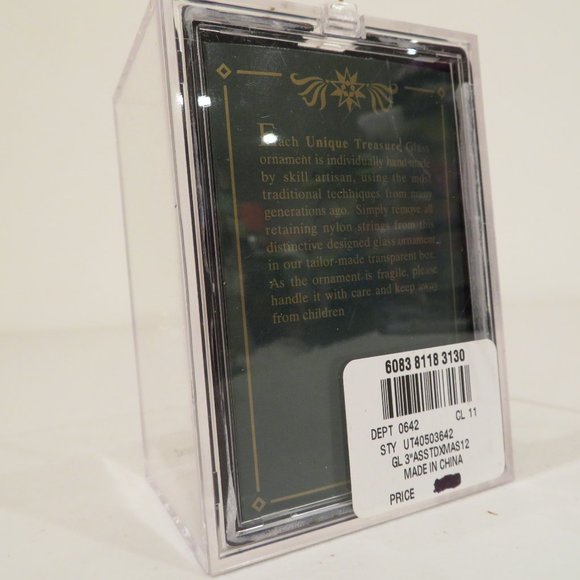 Each Unique Treasure Glass
ornament is individually hand-made
by skill artisan, using the most
traditional techhiques from many
generations ago. Simply remove all
retaining nylon strings from this
distinctive designed glass ornament
in our tailor-made transparent box.
As the ornament is fragile, please
handle it with care and keep away
from children
6083 8118 3130
DEPT 0642 CL 11
STY UT40503642
GL 3"ASSTDXMAS12
MADE IN CHINA
PRICE